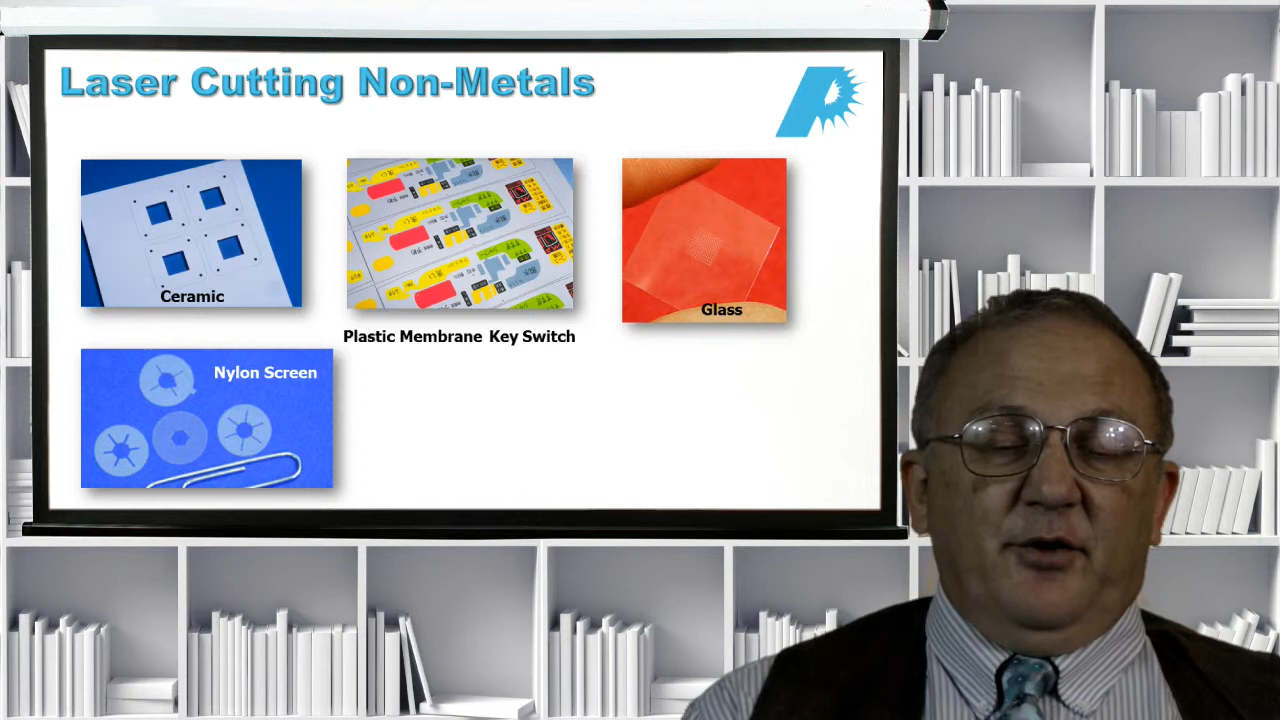 Laser Cutting Non-Metals
Ceramic
Plastic Membrane Key Switch
Glass
Nylon Screen